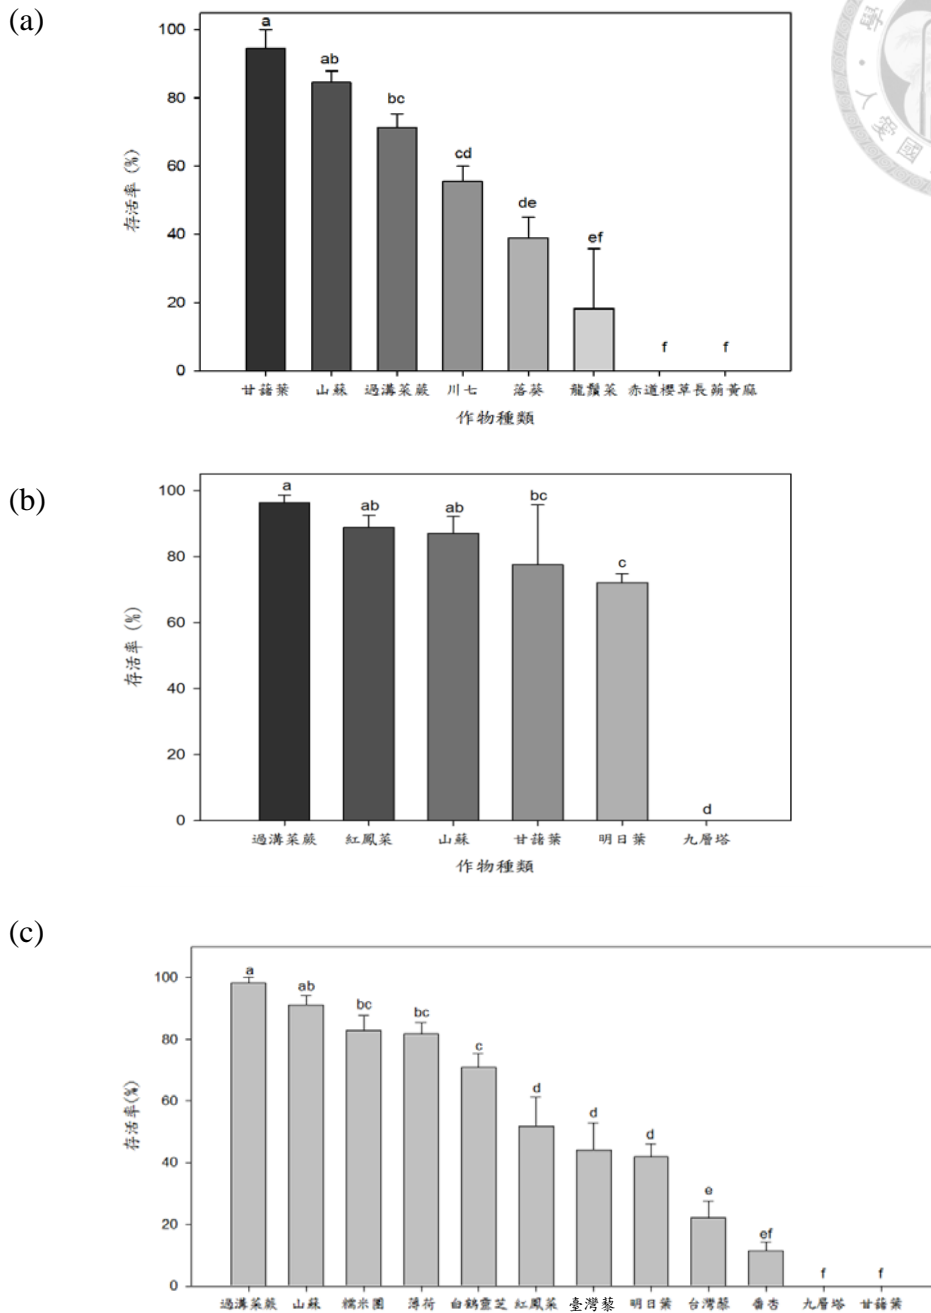 (a)
學
人
愛
國
存活率 (%)
100
80
60
40
20
0
a
ab
bc
cd
de
ef
f
f
甘藷葉 山蘇 過溝菜蕨 川七 落葵 龍鬚菜 赤道櫻草 長蒴黃麻
作物種類
(b)
存活率 (%)
100
80
60
40
20
0
a
ab
ab
bc
c
d
過溝菜蕨 紅鳳菜 山蘇 甘藷葉 明日葉 九層塔
作物種類
(c)
存活率(%)
100
80
60
40
20
0
a
ab
bc
bc
c
d
d
d
e
ef
f
f
過溝菜蕨 山蘇 糯米團 薄荷 白鶴靈芝 紅鳳菜 臺灣藜 明日葉 台灣藜 番杏 九層塔 甘藷葉